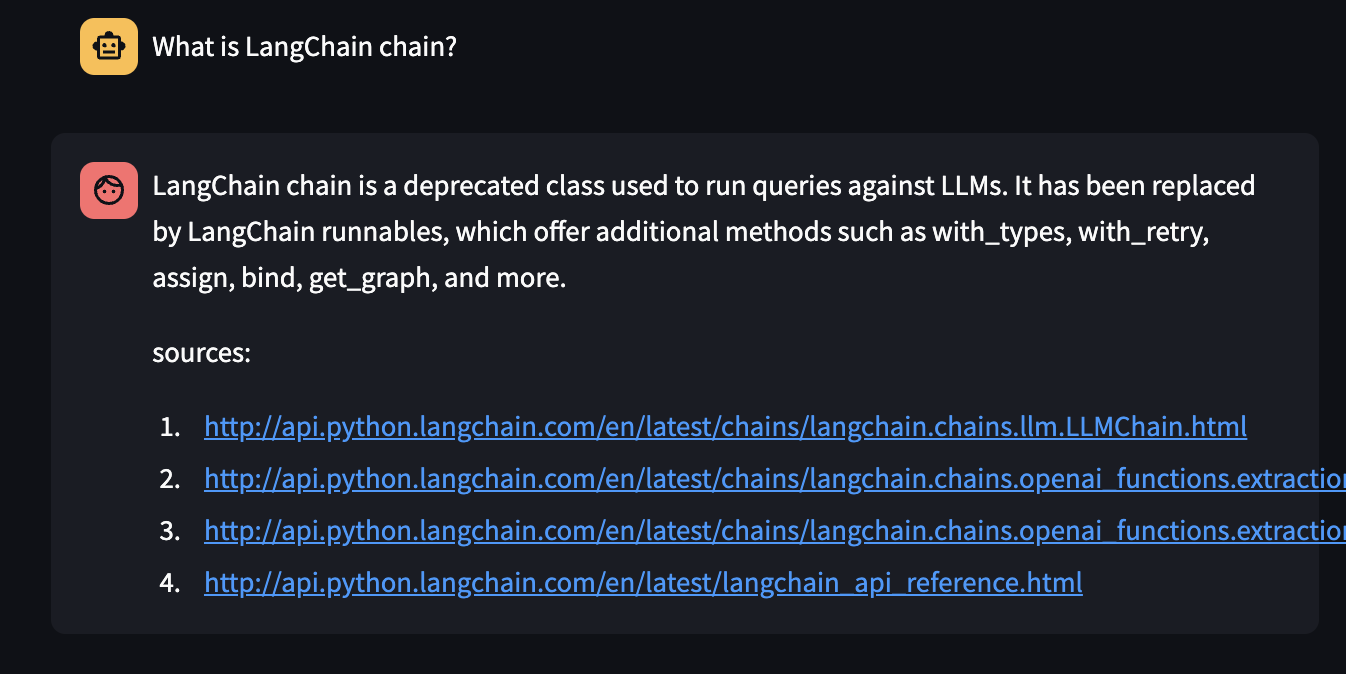 What is LangChain chain?
LangChain chain is a deprecated class used to run queries against LLMs. It has been replaced
by LangChain runnables, which offer additional methods such as with_types, with_retry,
assign, bind, get_graph, and more.
sources:
1. http://api.python.langchain.com/en/latest/chains/langchain.chains.llm.LLMChain.html
2. http://api.python.langchain.com/en/latest/chains/langchain.chains.openai_functions.extraction
3. http://api.python.langchain.com/en/latest/chains/langchain.chains.openai_functions.extraction
4. http://api.python.langchain.com/en/latest/langchain_api_reference.html